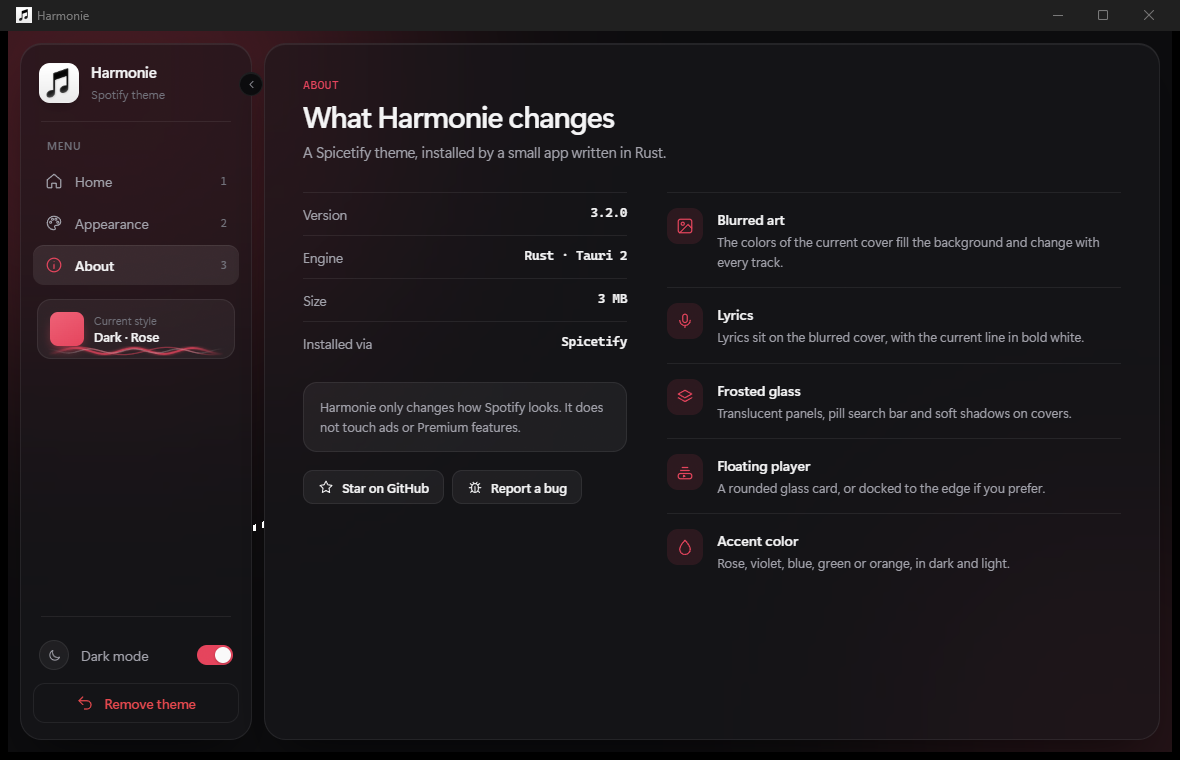 Harmonie
Harmonie
Spotify theme
MENU
Home 1
Appearance 2
About 3
Current style
Dark · Rose
Dark mode
Remove theme
ABOUT
What Harmonie changes
A Spicetify theme, installed by a small app written in Rust.
Version 3.2.0
Engine Rust · Tauri 2
Size 3 MB
Installed via Spicetify
Harmonie only changes how Spotify looks. It does
not touch ads or Premium features.
Star on GitHub Report a bug
Blurred art
The colors of the current cover fill the background and change with
every track.
Lyrics
Lyrics sit on the blurred cover, with the current line in bold white.
Frosted glass
Translucent panels, pill search bar and soft shadows on covers.
Floating player
A rounded glass card, or docked to the edge if you prefer.
Accent color
Rose, violet, blue, green or orange, in dark and light.